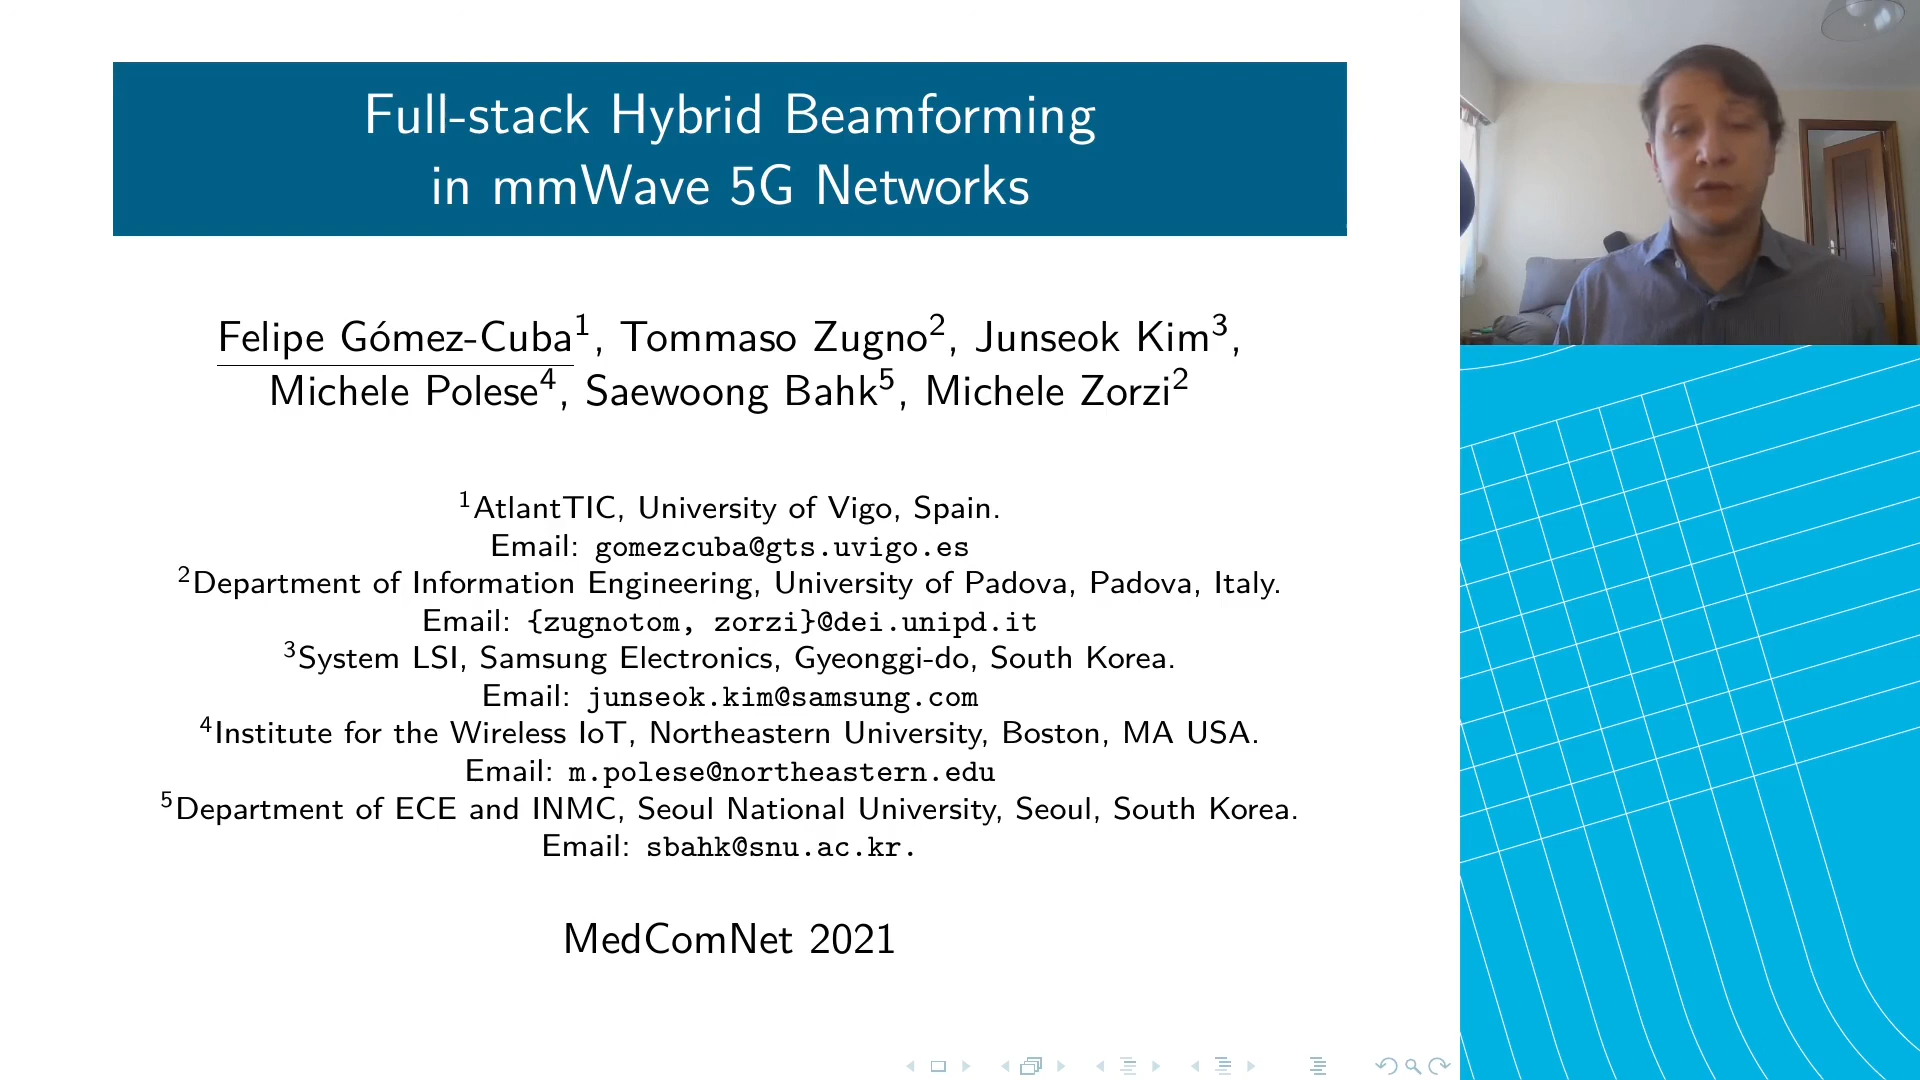 Full-stack Hybrid Beamforming
in mmWave 5G Networks
Felipe Gómez-Cuba¹, Tommaso Zugno², Junseok Kim³,
Michele Polese⁴, Saewoong Bahk⁵, Michele Zorzi²
¹AtlantTIC, University of Vigo, Spain.
Email: gomezcuba@gts.uvigo.es
²Department of Information Engineering, University of Padova, Padova, Italy.
Email: {zugnotom, zorzi}@dei.unipd.it
³System LSI, Samsung Electronics, Gyeonggi-do, South Korea.
Email: junseok.kim@samsung.com
⁴Institute for the Wireless IoT, Northeastern University, Boston, MA USA.
Email: m.polese@northeastern.edu
⁵Department of ECE and INMC, Seoul National University, Seoul, South Korea.
Email: sbahk@snu.ac.kr.
MedComNet 2021